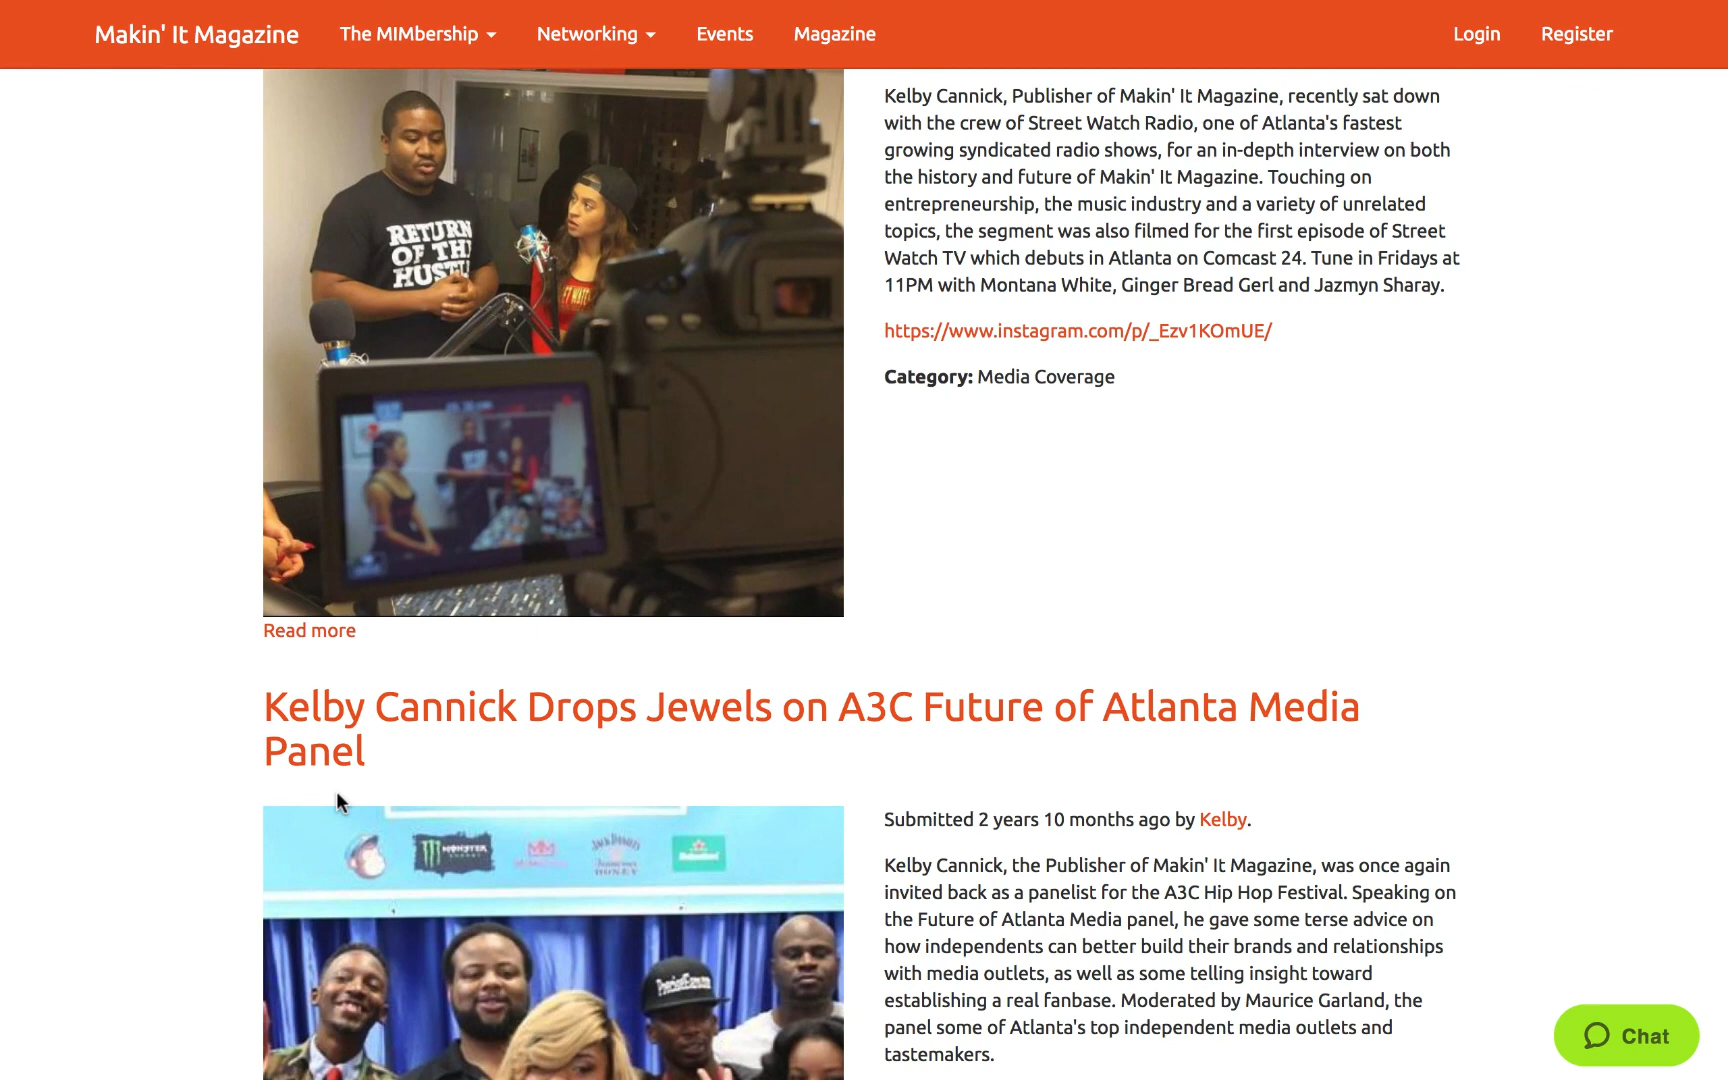 Makin' It Magazine The MIMbership Networking Events Magazine Login Register
RETURN
OF THE
HUSTLE
Kelby Cannick, Publisher of Makin' It Magazine, recently sat down
with the crew of Street Watch Radio, one of Atlanta's fastest
growing syndicated radio shows, for an in-depth interview on both
the history and future of Makin' It Magazine. Touching on
entrepreneurship, the music industry and a variety of unrelated
topics, the segment was also filmed for the first episode of Street
Watch TV which debuts in Atlanta on Comcast 24. Tune in Fridays at
11PM with Montana White, Ginger Bread Gerl and Jazmyn Sharay.
https://www.instagram.com/p/_Ezv1KOmUE/
Category: Media Coverage
Read more
Kelby Cannick Drops Jewels on A3C Future of Atlanta Media
Panel
MONSTER
JACK DANIEL'S
HONEY
Heineken
Submitted 2 years 10 months ago by Kelby.
Kelby Cannick, the Publisher of Makin' It Magazine, was once again
invited back as a panelist for the A3C Hip Hop Festival. Speaking on
the Future of Atlanta Media panel, he gave some terse advice on
how independents can better build their brands and relationships
with media outlets, as well as some telling insight toward
establishing a real fanbase. Moderated by Maurice Garland, the
panel some of Atlanta's top independent media outlets and
tastemakers.
Chat